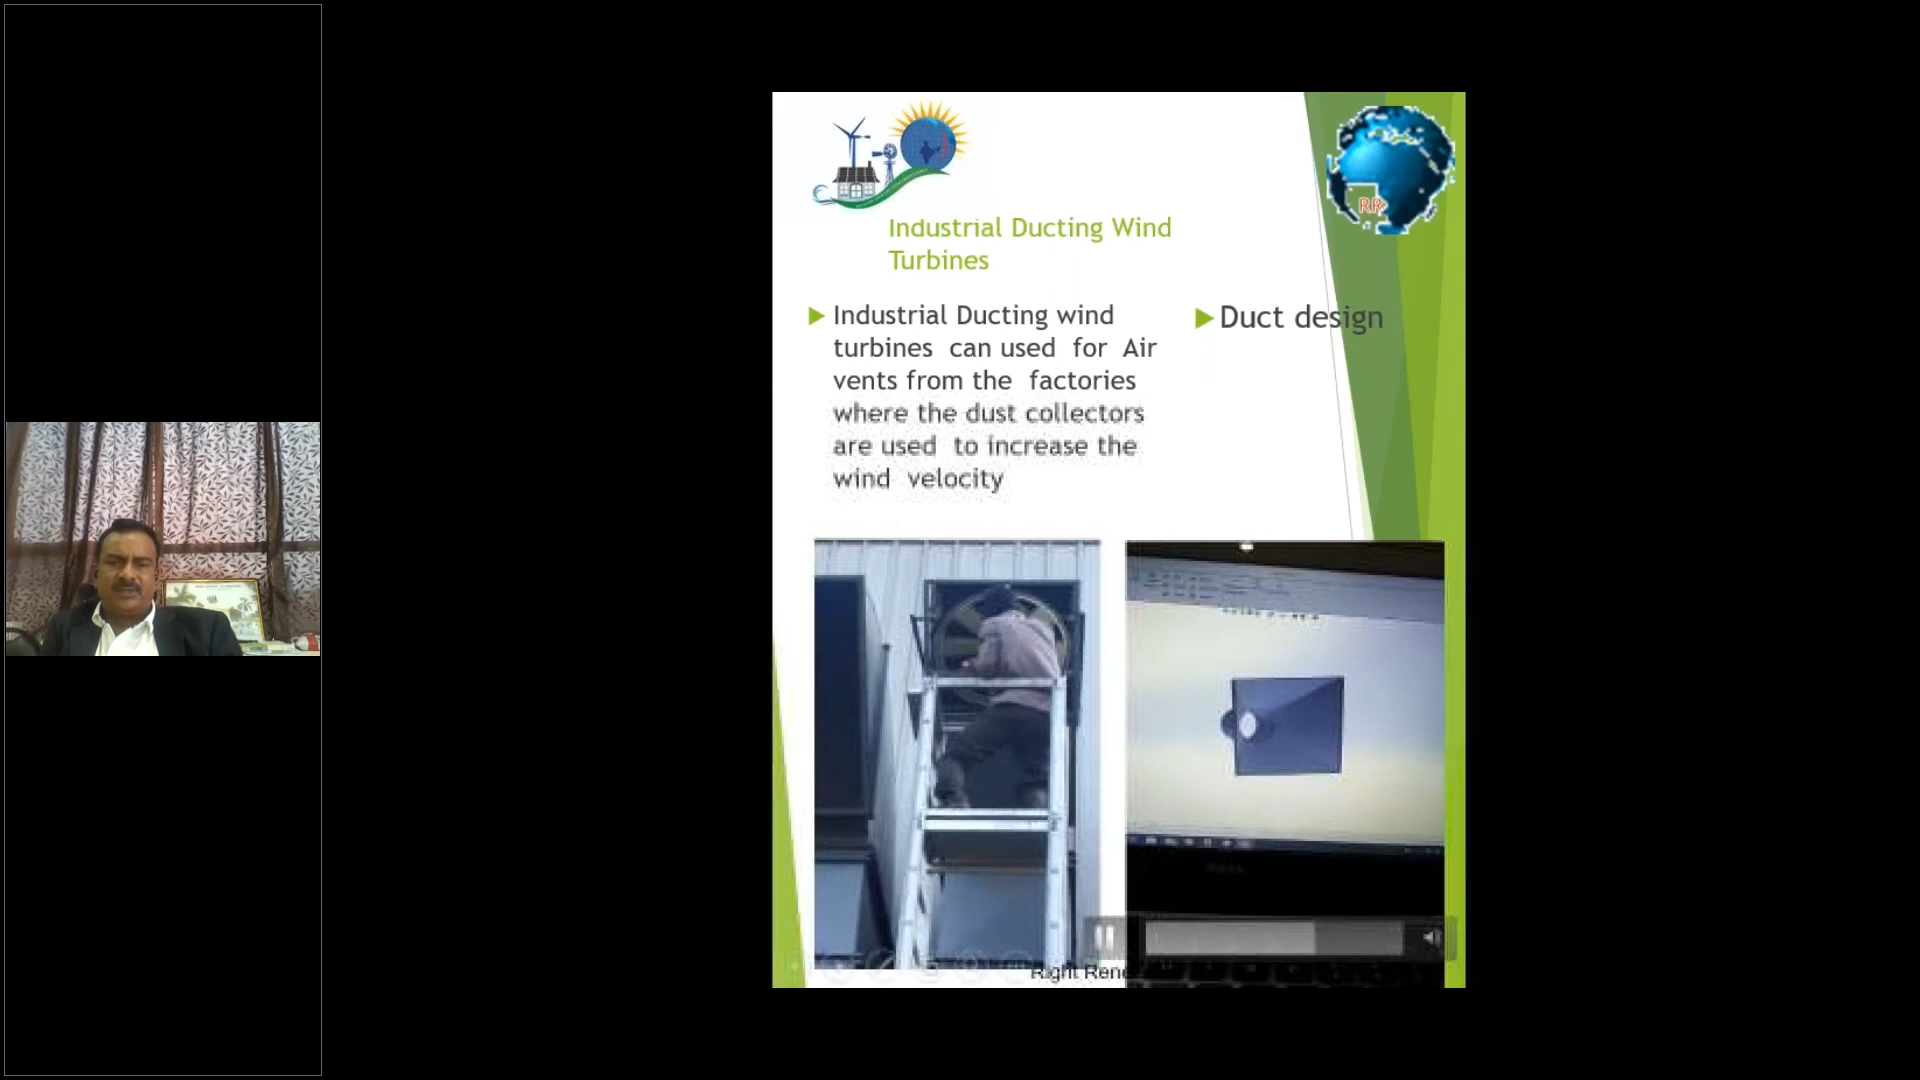 RR
Industrial Ducting Wind
Turbines
Industrial Ducting wind
turbines can used for Air
vents from the factories
where the dust collectors
are used to increase the
wind velocity
Duct design
Right